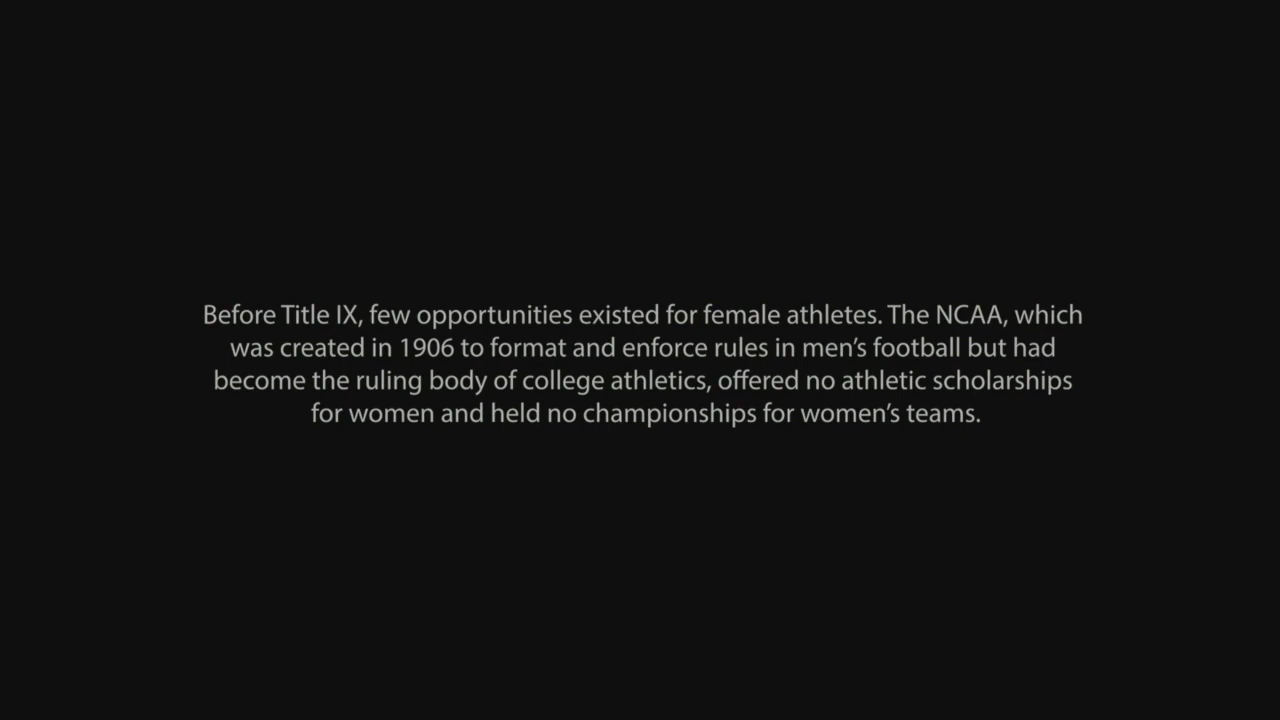 Before Title IX, few opportunities existed for female athletes. The NCAA, which
was created in 1906 to format and enforce rules in men’s football but had
become the ruling body of college athletics, offered no athletic scholarships
for women and held no championships for women’s teams.